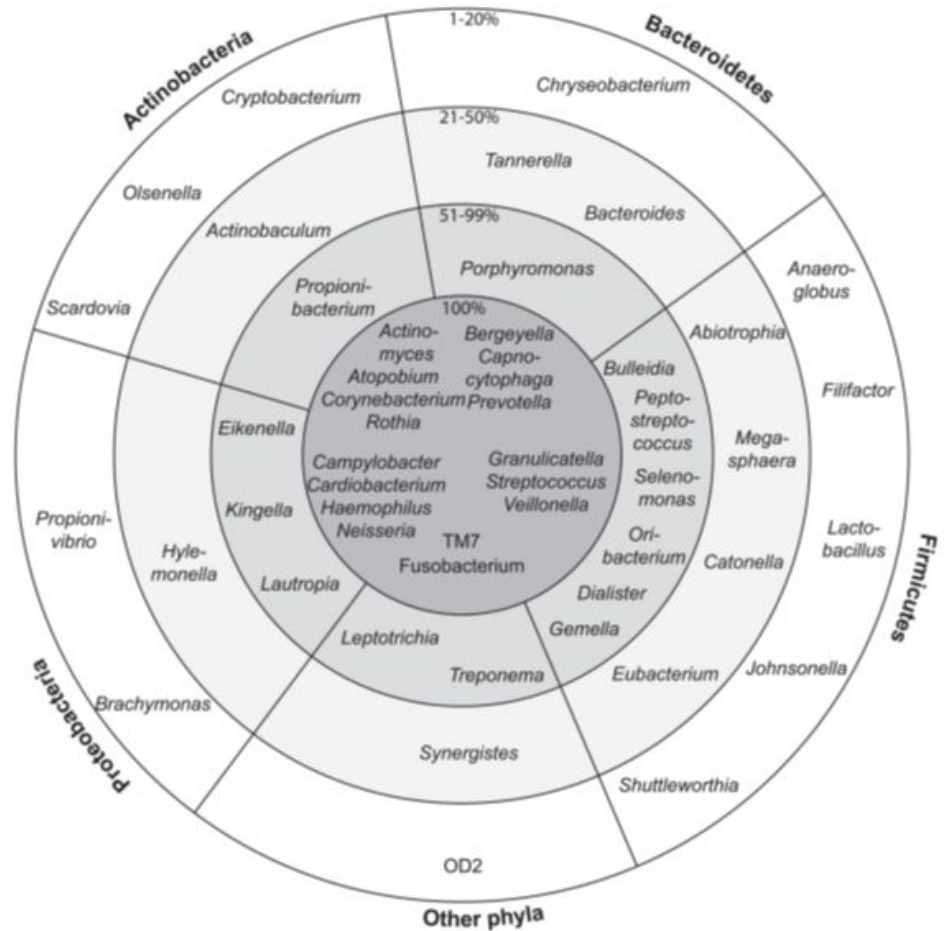 1-20%
Bacteroidetes
Actinobacteria
Chryseobacterium
Cryptobacterium
21-50%
Tannerella
Olsenella
Bacteroides
51-99%
Actinobaculum
Porphyromonas
Anaero-
globus
Propioni-
bacterium
Scardovia
100%
Actino-
myces
Atopobium
Corynebacterium
Rothia
Bergeyella
Capno-
cytophaga
Prevotella
Abiotrophia
Bulleidia
Filifactor
Pepto-
strepto-
coccus
Eikenella
Mega-
sphaera
Campylobacter
Cardiobacterium
Haemophilus
Neisseria
Granulicatella
Streptococcus
Veillonella
Seleno-
monas
Kingella
Propioni-
vibrio
Lacto-
bacillus
Ori-
bacterium
TM7
Fusobacterium
Hyle-
monella
Catonella
Lautropia
Dialister
Firmicutes
Gemella
Leptotrichia
Treponema
Eubacterium
Johnsonella
Brachymonas
Proteobacteria
Synergistes
Shuttleworthia
OD2
Other phyla